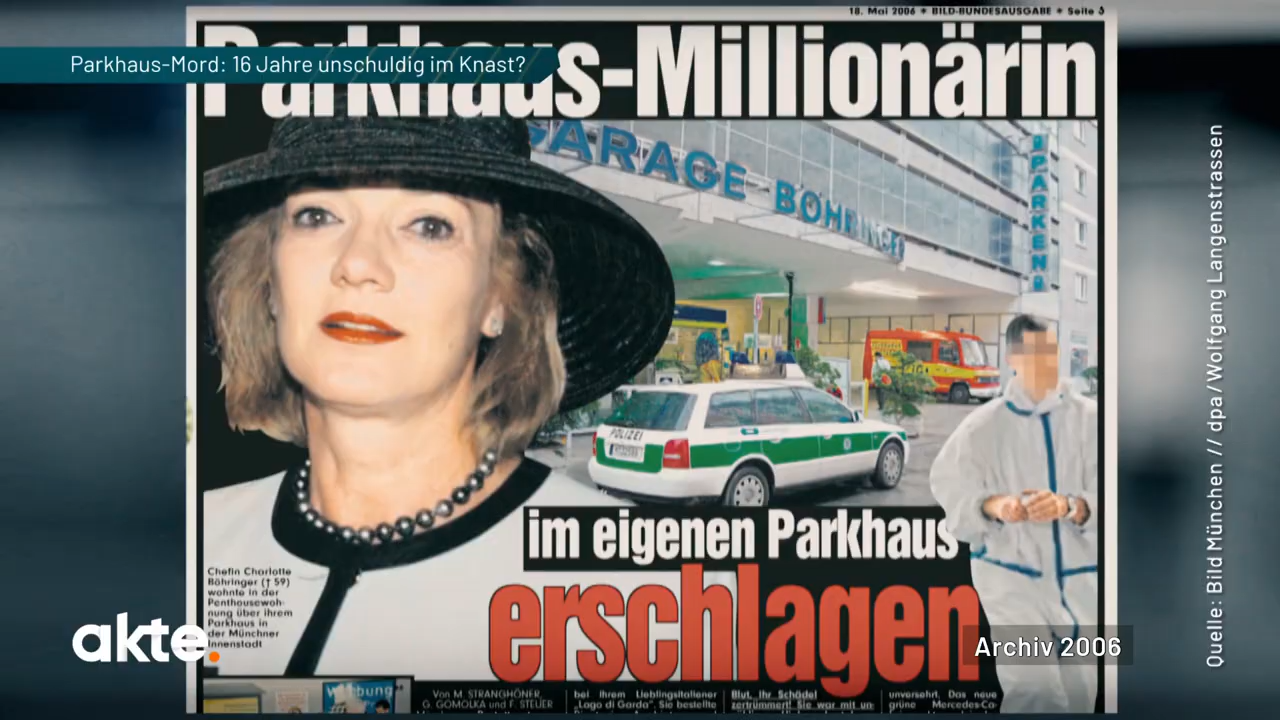 18. Mai 2006 * BILD-BUNDESAUSGABE * Seite 3
Parkhaus-Mord: 16 Jahre unschuldig im Knast?
Parkhaus-Millionärin
GARAGE BÖHRINGER
PARKEN
POLIZEI
im eigenen Parkhaus
erschlagen
Chefin Charlotte
Böhringer († 59)
wohnte in der
Penthousewoh-
nung über ihrem
Parkhaus in
der Münchner
Innenstadt
akte.
Archiv 2006
Quelle: Bild München // dpa / Wolfgang Langenstrassen
Werbung
Von M. STRANGHÖNER,
G. GOMOLKA und F. STEUER
bei ihrem Lieblingsitaliener
„Lago di Garda“. Sie bestellte
Blut, ihr Schädel
zertrümmert! Sie war mit un-
unversehrt. Das neue
grüne Mercedes-Ca-